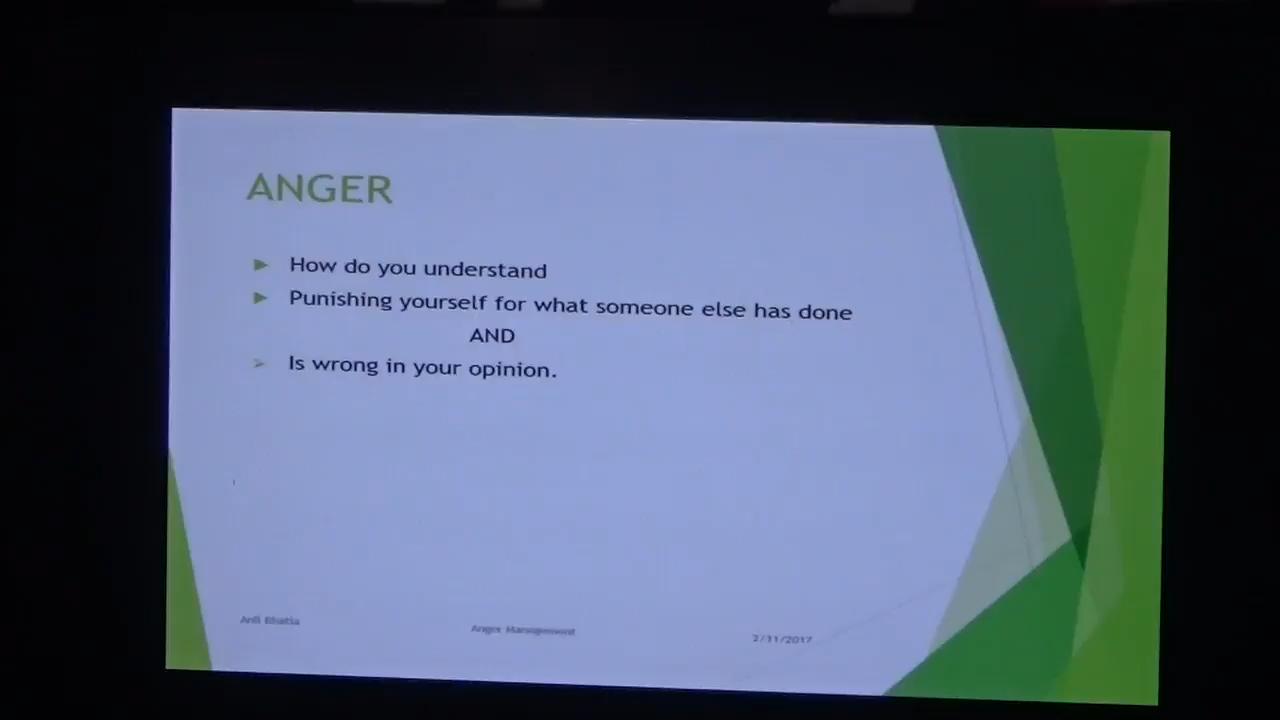 ANGER
How do you understand
Punishing yourself for what someone else has done
AND
Is wrong in your opinion.
Anil Bhatia
Anger Management
2/11/2017